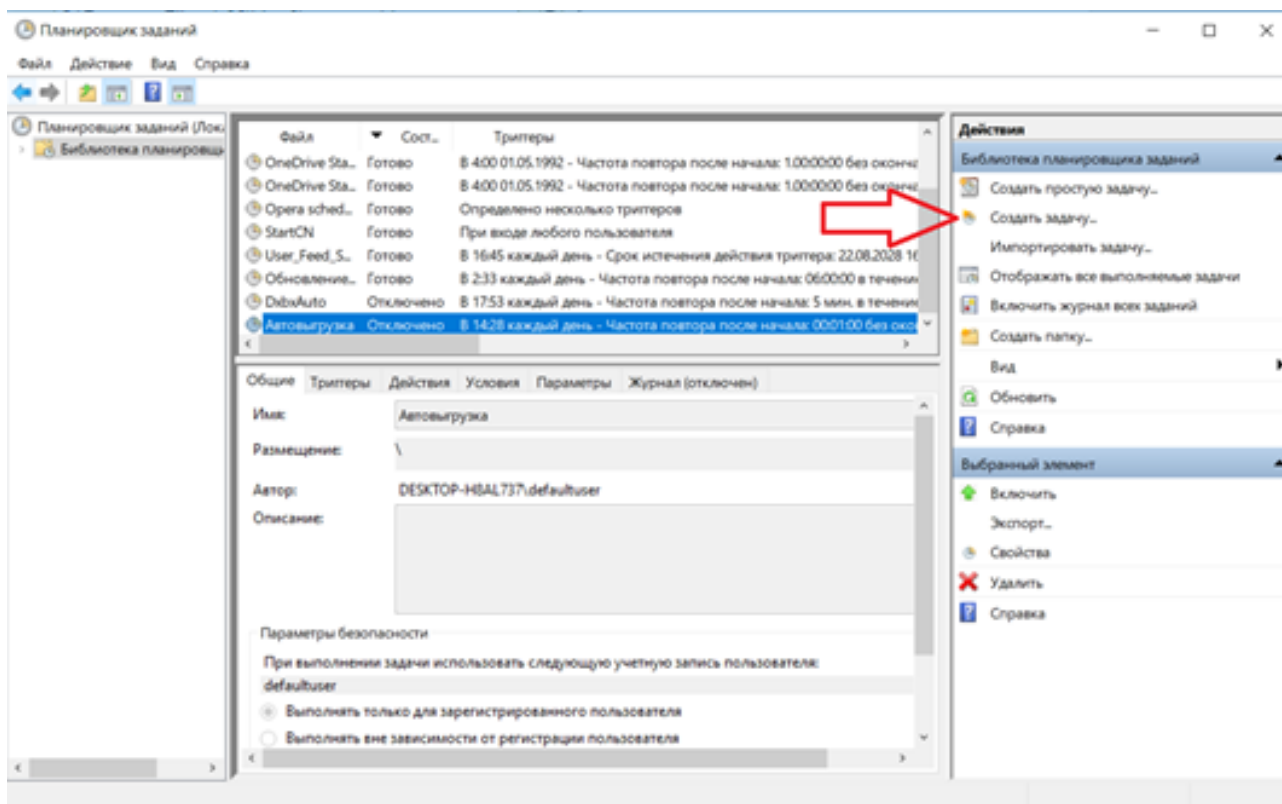 Планировщик заданий
Файл Действие Вид Справка
Планировщик заданий (Лок
Библиотека планировщи
Файл Сост... Триггеры
OneDrive Sta... Готово В 4:00 01.05.1992 - Частота повтора после начала: 1.00:00:00 без оконча
OneDrive Sta... Готово В 4:00 01.05.1992 - Частота повтора после начала: 1.00:00:00 без оконча
Opera sched... Готово Определено несколько триггеров
StartCN Готово При входе любого пользователя
User_Feed_S... Готово В 16:45 каждый день - Срок истечения действия триггера: 22.08.2028 16
Обновление... Готово В 2:33 каждый день - Частота повтора после начала: 06:00:00 в течени
DxbxAuto Отключено В 17:53 каждый день - Частота повтора после начала: 5 мин. в течени
Автовыгрузка Отключено В 14:28 каждый день - Частота повтора после начала: 00:01:00 без око
Общие Триггеры Действия Условия Параметры Журнал (отключен)
Имя: Автовыгрузка
Размещение: \
Автор: DESKTOP-H8AL737\defaultuser
Описание:
Параметры безопасности
При выполнении задачи использовать следующую учетную запись пользователя:
defaultuser
Выполнять только для зарегистрированного пользователя
Выполнять вне зависимости от регистрации пользователя
Действия
Библиотека планировщика заданий
Создать простую задачу...
Создать задачу...
Импортировать задачу...
Отображать все выполняемые задачи
Включить журнал всех заданий
Создать папку...
Вид
Обновить
Справка
Выбранный элемент
Включить
Экспорт...
Свойства
Удалить
Справка